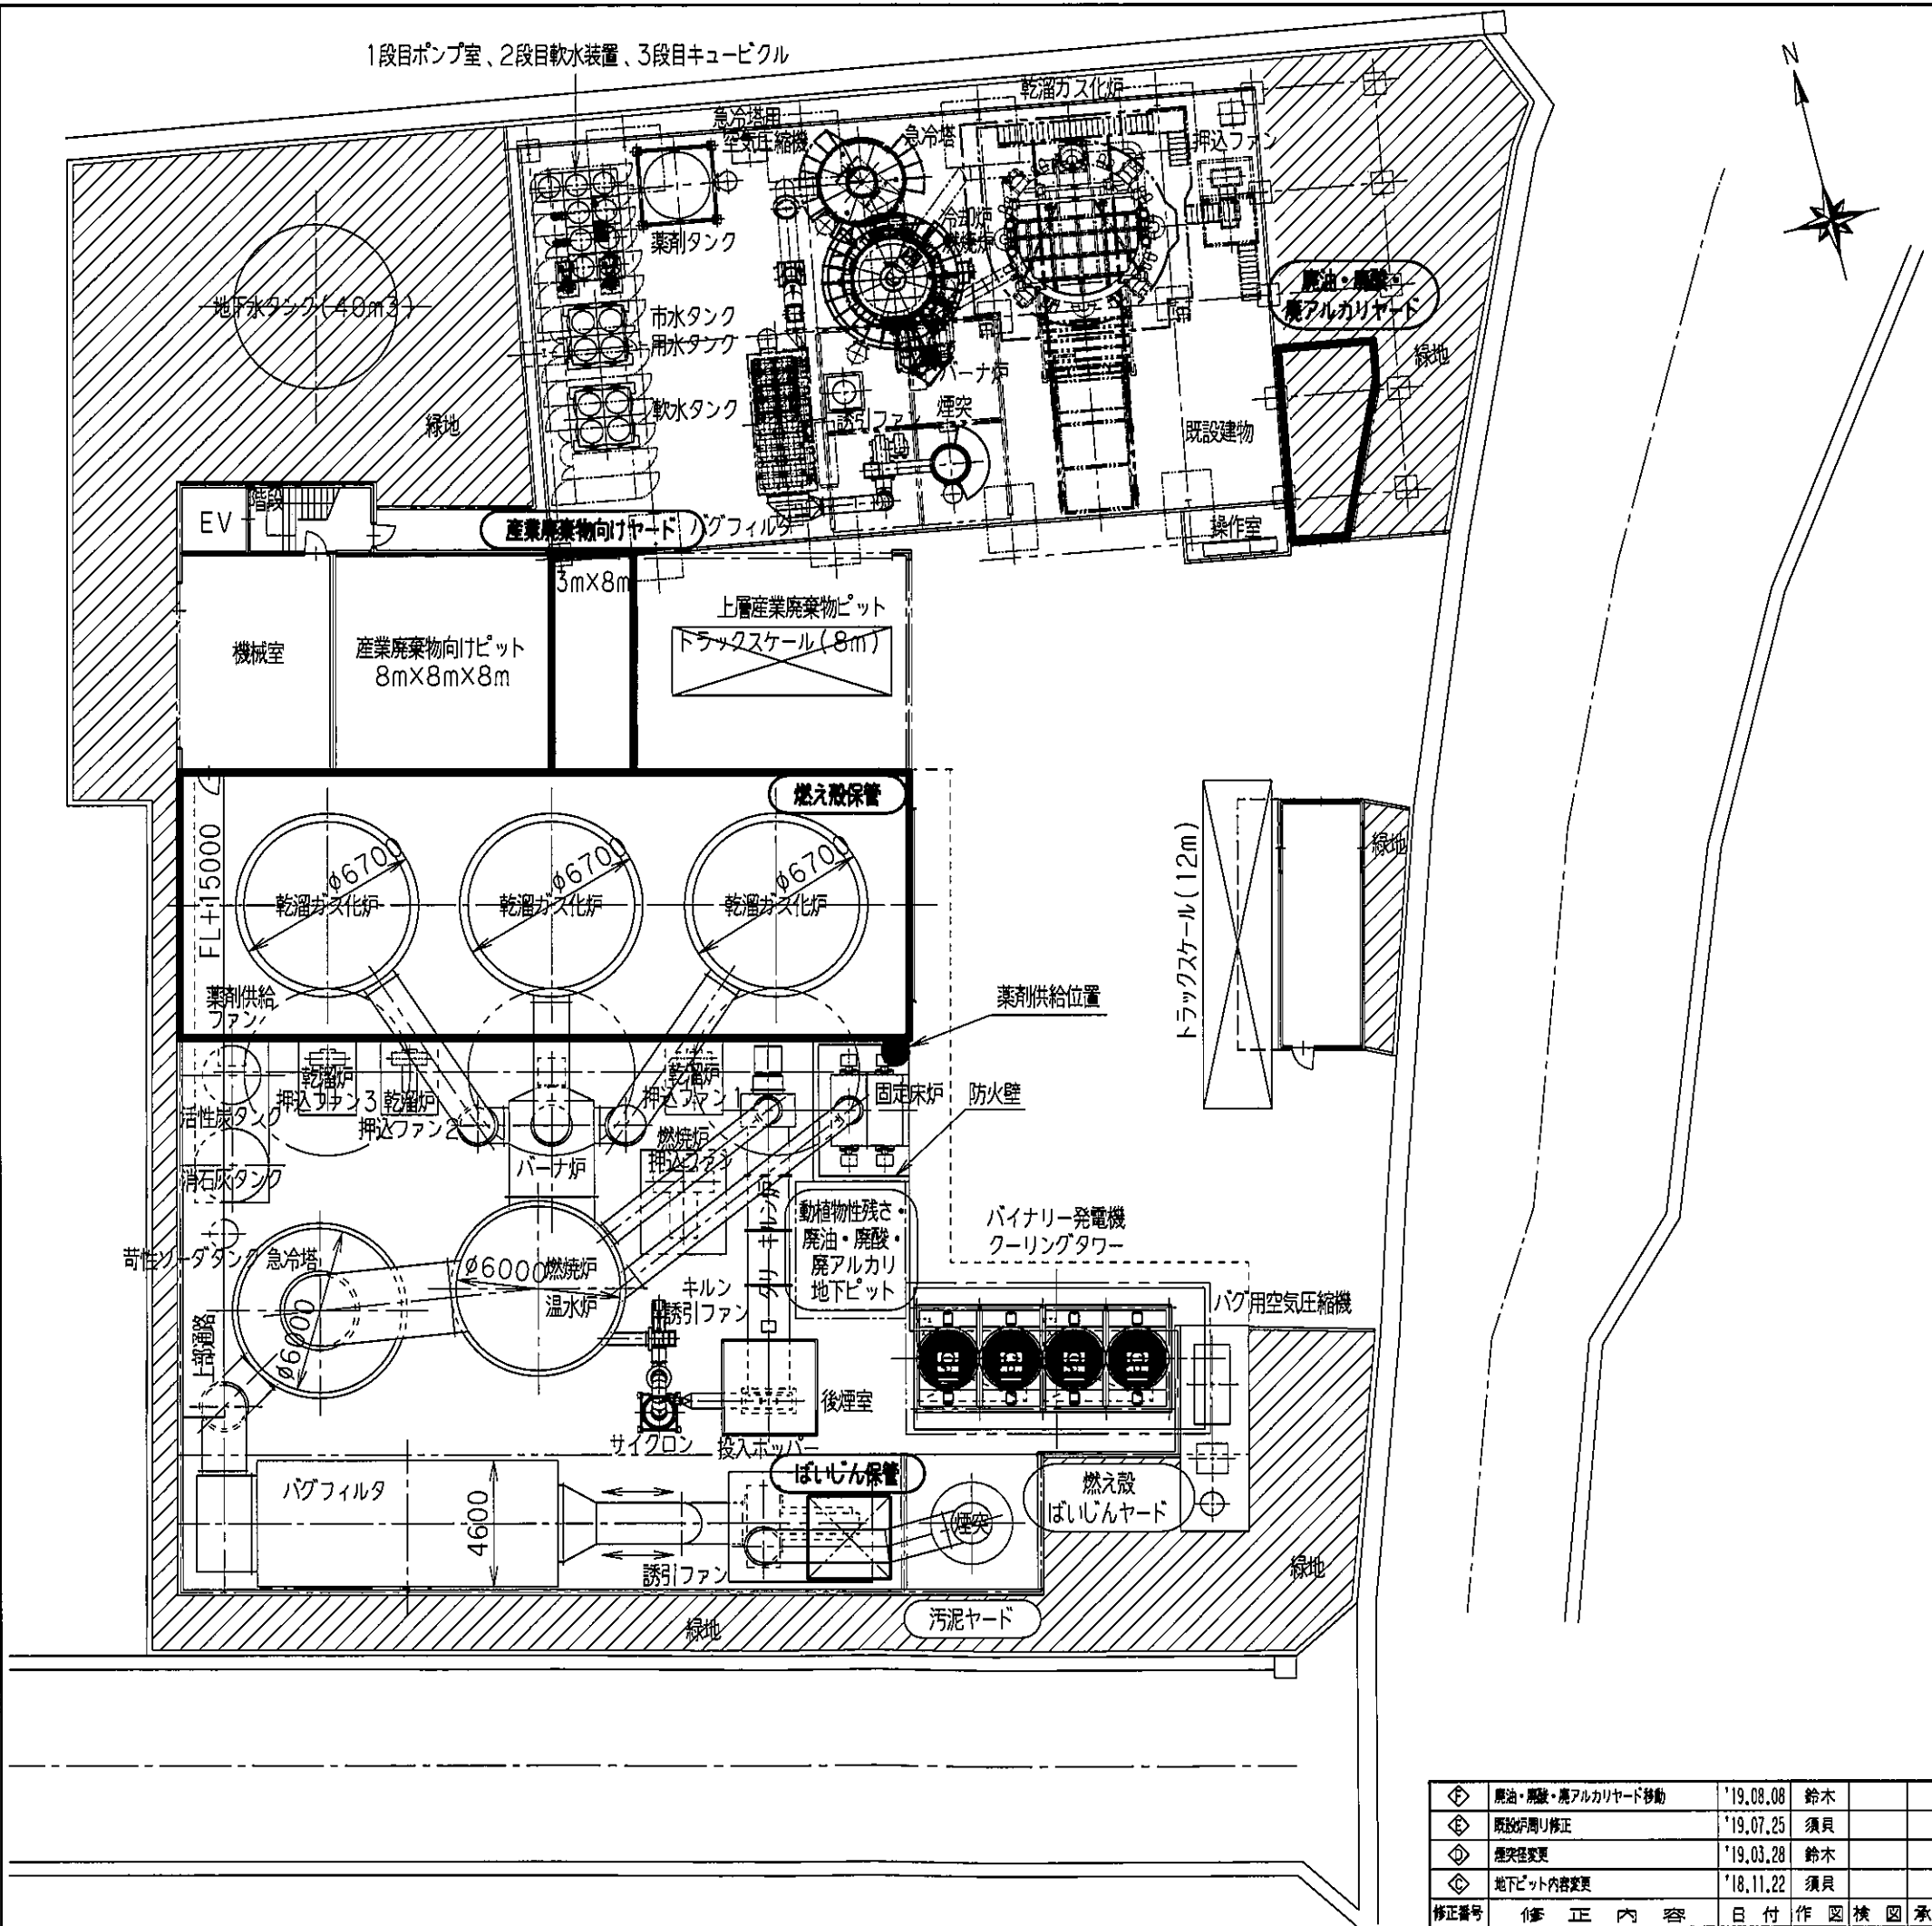 1段目ポンプ室、2段目軟水装置、3段目キュービクル
N
乾溜ガス化炉
急冷塔用
空気圧縮機
急冷塔
押込ファン
薬剤タンク
冷却炉
燃焼炉
地下水タンク(40m3)
市水タンク
用水タンク
廃油・廃酸・
廃アルカリヤード
緑地
バーナ炉
軟水タンク
誘引ファン
煙突
緑地
既設建物
EV
階段
産業廃棄物向けヤード
バグフィルタ
操作室
3m×8m
上層産業廃棄物ピット
トラックスケール(8m)
機械室
産業廃棄物向けピット
8m×8m×8m
燃え殻保管
FL+15000
φ6700
φ6700
φ6700
乾溜ガス化炉
乾溜ガス化炉
乾溜ガス化炉
トラックスケール(12m)
緑地
薬剤供給
ファン
薬剤供給位置
乾溜炉
押込ファン3
乾溜炉
押込ファン2
乾溜炉
押込ファン1
固定床炉
防火壁
活性炭タンク
燃焼炉
押込ファン
バーナ炉
消石灰タンク
キルン炉
動植物性残さ・
廃油・廃酸・
廃アルカリ
地下ピット
バイナリー発電機
クーリングタワー
苛性ソーダタンク
急冷塔
φ6000
燃焼炉
温水炉
キルン
誘引ファン
バグ用空気圧縮機
上部通路
φ6000
後煙室
サイクロン
投入ホッパー
ばいじん保管
バグフィルタ
4600
燃え殻
ばいじんヤード
煙突
誘引ファン
緑地
汚泥ヤード
緑地
F 廃油・廃酸・廃アルカリヤード移動 '19.08.08 鈴木
E 既設炉周り修正 '19.07.25 須貝
D 煙突径変更 '19.03.28 鈴木
C 地下ピット内容変更 '18.11.22 須貝
修正番号 修正内容 日付 作図 検図 承